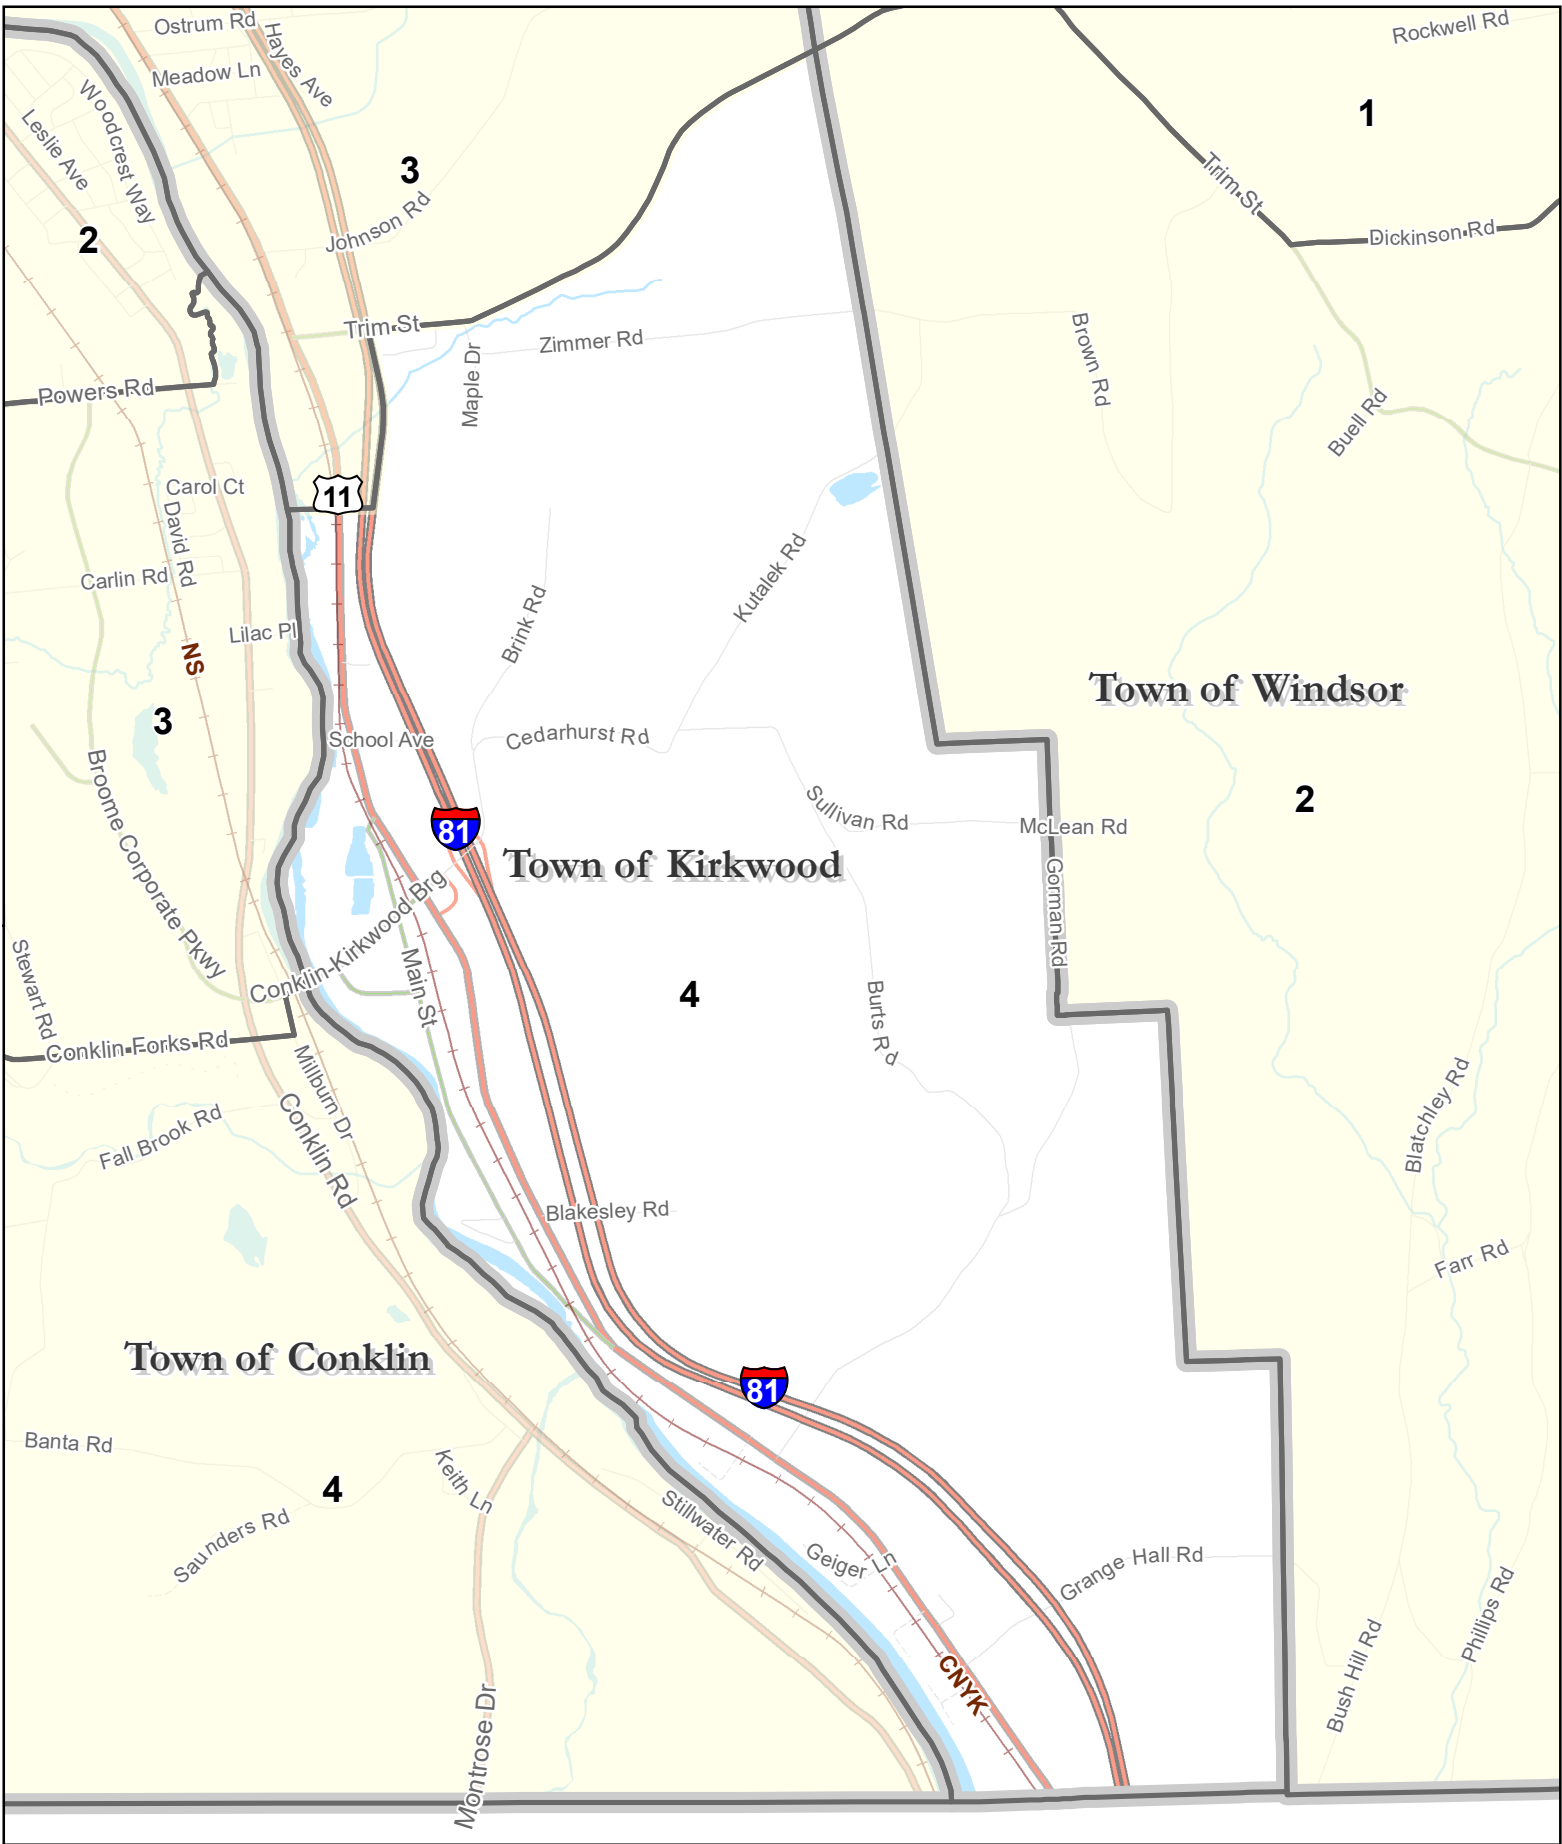 Ostrum Rd
Hayes Ave
Rockwell Rd
Meadow Ln
Woodcrest Way
Leslie Ave
1
3
Trim St
Johnson Rd
2
Dickinson Rd
Trim St
Zimmer Rd
Maple Dr
Brown Rd
Powers Rd
Buell Rd
Carol Ct
11
David Rd
Carlin Rd
Kutalek Rd
Brink Rd
Lilac Pl
NS
Town of Windsor
3
School Ave
Cedarhurst Rd
Broome Corporate Pkwy
2
Sullivan Rd
McLean Rd
81
Town of Kirkwood
Gorman Rd
Conklin-Kirkwood Brg
Stewart Rd
Main St
4
Burts Rd
Conklin Forks Rd
Millburn Dr
Conklin Rd
Fall Brook Rd
Blatchley Rd
Blakesley Rd
Farr Rd
Town of Conklin
81
Banta Rd
4
Keith Ln
Saunders Rd
Stillwater Rd
Geiger Ln
Grange Hall Rd
Phillips Rd
Bush Hill Rd
CNYK
Montrose Dr